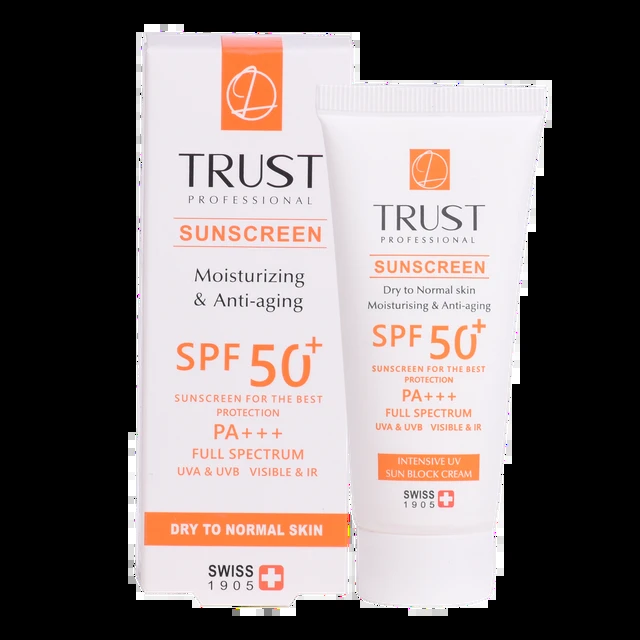 TRUST
PROFESSIONAL
SUNSCREEN
Moisturizing
& Anti-aging
SPF 50+
SUNSCREEN FOR THE BEST
PROTECTION
PA+++
FULL SPECTRUM
UVA & UVB VISIBLE & IR
DRY TO NORMAL SKIN
SWISS
1905
TRUST
PROFESSIONAL
SUNSCREEN
Dry to Normal skin
Moisturising & Anti-aging
SPF 50+
SUNSCREEN FOR THE BEST
PROTECTION
PA+++
FULL SPECTRUM
UVA & UVB VISIBLE & IR
INTENSIVE UV
SUN BLOCK CREAM
SWISS
1905